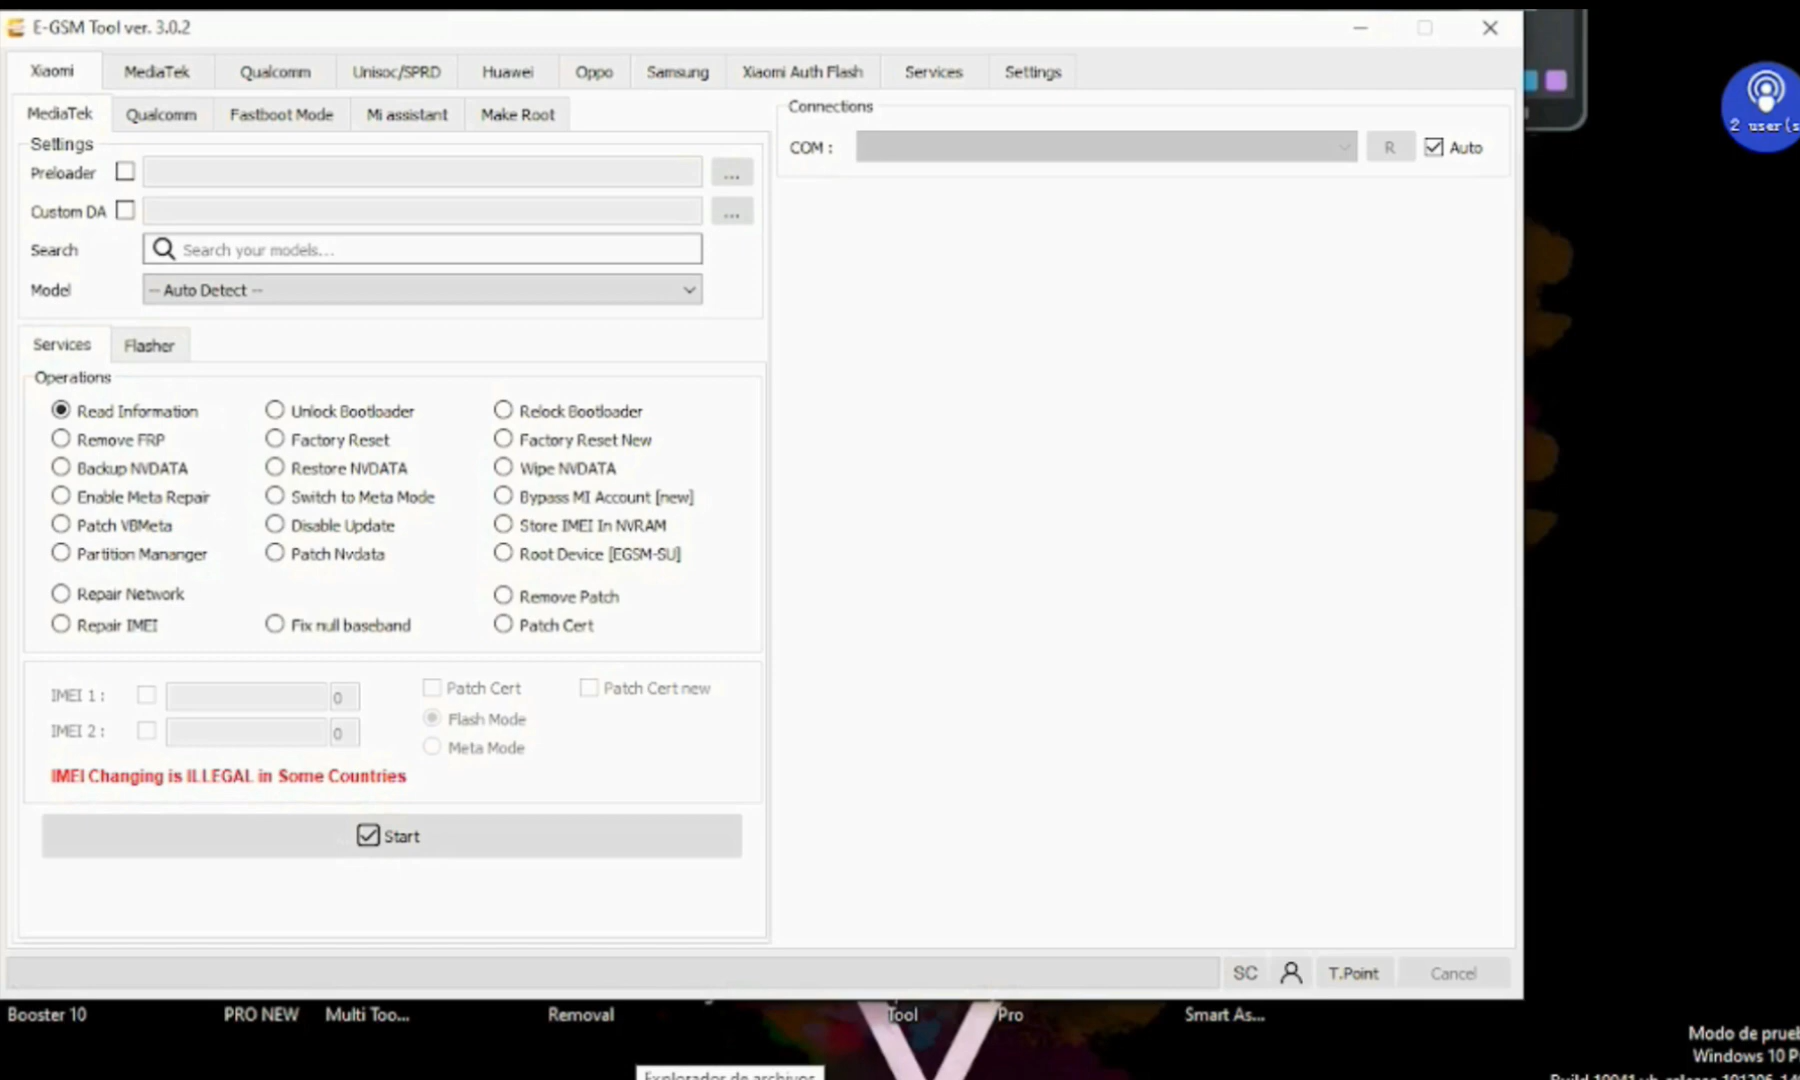 E-GSM Tool ver. 3.0.2
Xiaomi MediaTek Qualcomm Unisoc/SPRD Huawei Oppo Samsung Xiaomi Auth Flash Services Settings
MediaTek Qualcomm Fastboot Mode Mi assistant Make Root
Connections
COM : R Auto
Settings
Preloader ...
Custom DA ...
Search Search your models...
Model -- Auto Detect --
Services Flasher
Operations
Read Information Unlock Bootloader Relock Bootloader
Remove FRP Factory Reset Factory Reset New
Backup NVDATA Restore NVDATA Wipe NVDATA
Enable Meta Repair Switch to Meta Mode Bypass MI Account [new]
Patch VBMeta Disable Update Store IMEI In NVRAM
Partition Mananger Patch Nvdata Root Device [EGSM-SU]
Repair Network Remove Patch
Repair IMEI Fix null baseband Patch Cert
IMEI 1 : 0 Patch Cert Patch Cert new
Flash Mode
IMEI 2 : 0
Meta Mode
IMEI Changing is ILLEGAL in Some Countries
Start
SC T.Point Cancel
2 user(s
Booster 10 PRO NEW Multi Too... Removal Tool Pro Smart As...
Modo de prueb
Windows 10 P
Explorador de archivos